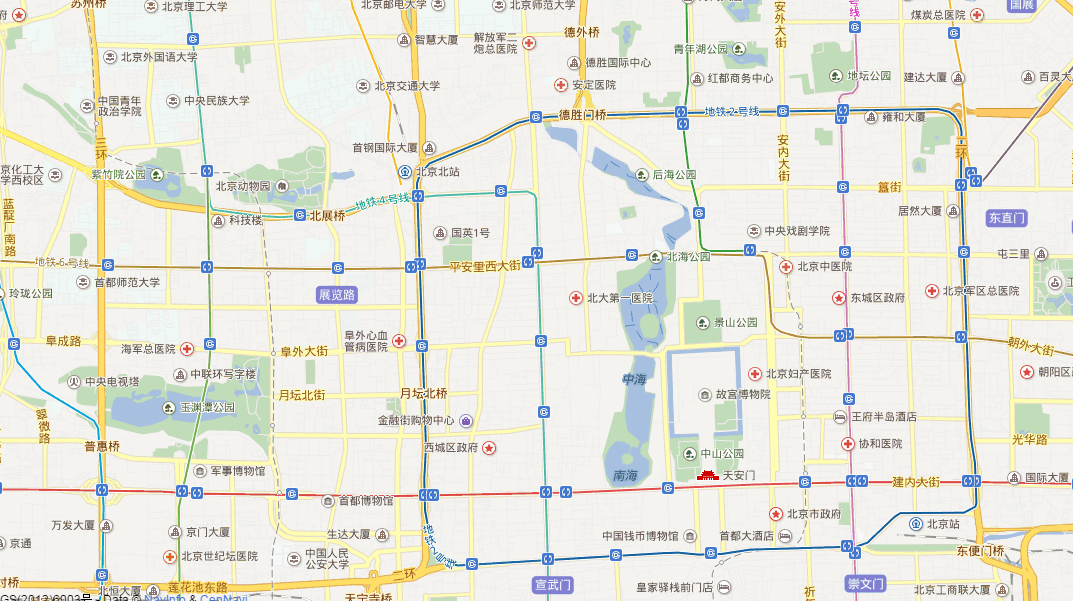 苏州桥
北京理工大学
北京邮电大学
北京师范大学
安外大街
号线
煤炭总医院
国展
府
智慧大厦
解放军二
炮总医院
德外桥
北京外国语大学
青年湖公园
德胜国际中心
红都商务中心
地坛公园
建达大厦
百灵大
北京交通大学
安定医院
中国青年
政治学院
中央民族大学
德胜门桥
地铁2号线
雍和大厦
三环
首钢国际大厦
安内大街
二环
京化工大
学西校区
紫竹院公园
北京动物园
北京北站
后海公园
簋街
蓝靛厂南路
科技楼
北展桥
地铁4号线
居然大厦
东直门
国英1号
中央戏剧学院
地铁6号线
平安里西大街
北海公园
北京中医院
屯三里
首都师范大学
玲珑公园
展览路
北大第一医院
东城区政府
北京军区总医院
工
景山公园
阜成路
海军总医院
阜外大街
阜外心血
管病医院
朝外大街
中央电视塔
中联环写字楼
中海
北京妇产医院
朝阳区政
月坛北街
月坛北桥
故宫博物院
玉渊潭公园
翠微路
金融街购物中心
王府半岛酒店
普惠桥
西城区政府
中山公园
协和医院
光华路
军事博物馆
南海
天安门
建内大街
国际大厦
首都博物馆
万发大厦
京门大厦
生达大厦
北京市政府
北京站
京通
中国钱币博物馆
首都大酒店
北京世纪坛医院
中国人民
公安大学
东便门桥
二环
宣武门
崇文门
村桥
北恒大厦
莲花池东路
天宁寺桥
皇家驿栈前门店
祈
北京工商联大厦
GS(2012)6003号 - Data © NavInfo & CenNavi